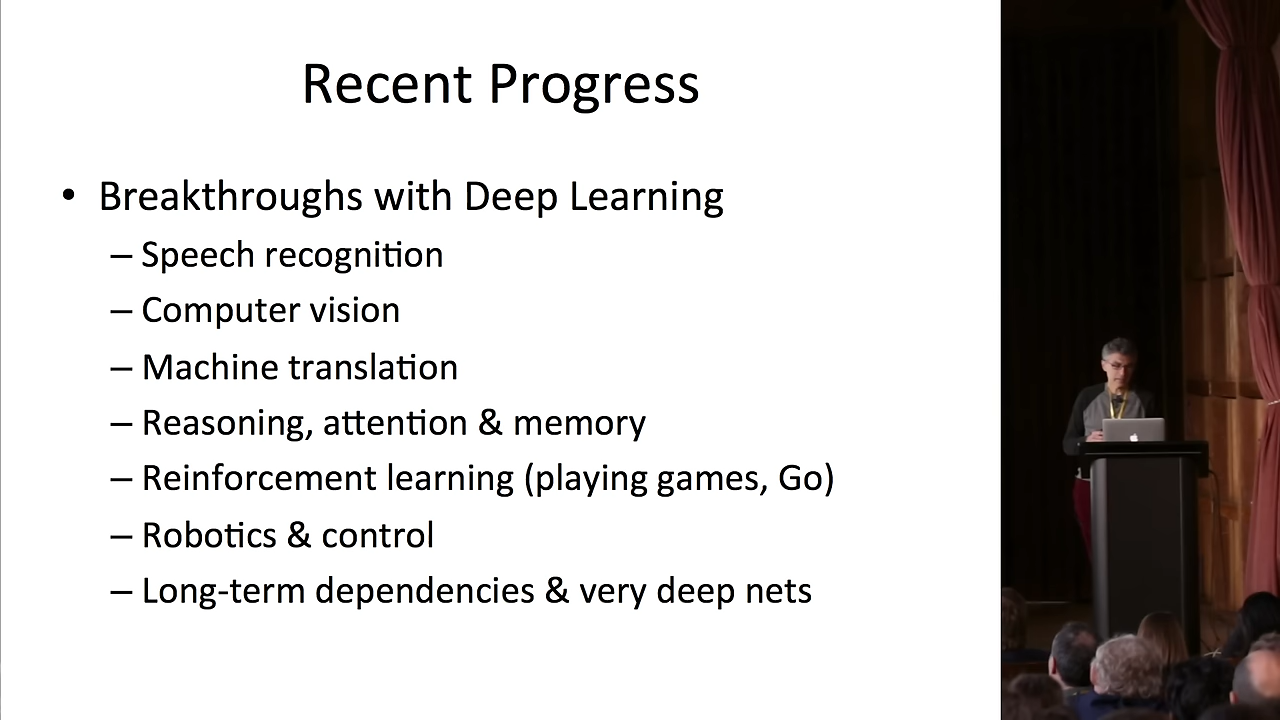 Recent Progress
• Breakthroughs with Deep Learning
– Speech recognition
– Computer vision
– Machine translation
– Reasoning, attention & memory
– Reinforcement learning (playing games, Go)
– Robotics & control
– Long-term dependencies & very deep nets